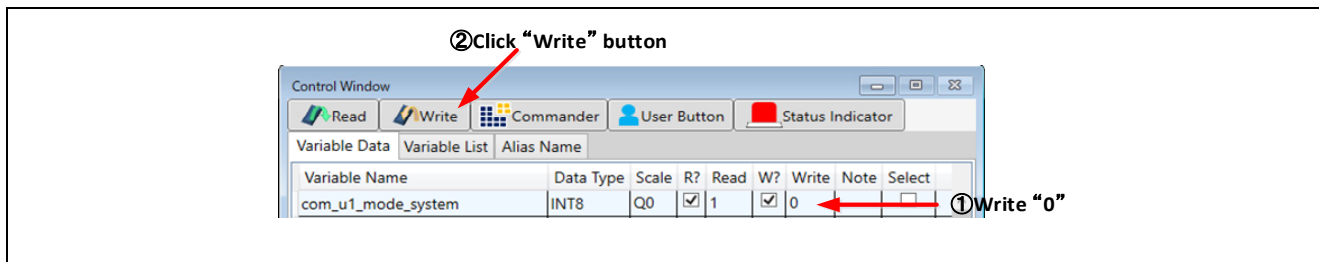 ②Click “Write” button
Control Window
Read Write Commander User Button Status Indicator
Variable Data Variable List Alias Name
Variable Name Data Type Scale R? Read W? Write Note Select
com_u1_mode_system INT8 Q0 1 0
①Write “0”